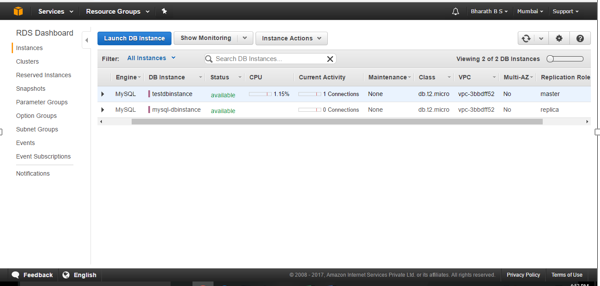 Services Resource Groups Bharath B S Mumbai Support
RDS Dashboard
Instances
Clusters
Reserved Instances
Snapshots
Parameter Groups
Option Groups
Subnet Groups
Events
Event Subscriptions
Notifications
Launch DB Instance Show Monitoring Instance Actions
Filter: All Instances Search DB Instances... Viewing 2 of 2 DB Instances
Engine DB Instance Status CPU Current Activity Maintenance Class VPC Multi-AZ Replication Role
MySQL testdbinstance available 1.15% 1 Connections None db.t2.micro vpc-3bbdff52 No master
MySQL mysql-dbinstance available 0 Connections None db.t2.micro vpc-3bbdff52 No replica
Feedback English © 2008 - 2017, Amazon Internet Services Private Ltd. or its affiliates. All rights reserved. Privacy Policy Terms of Use